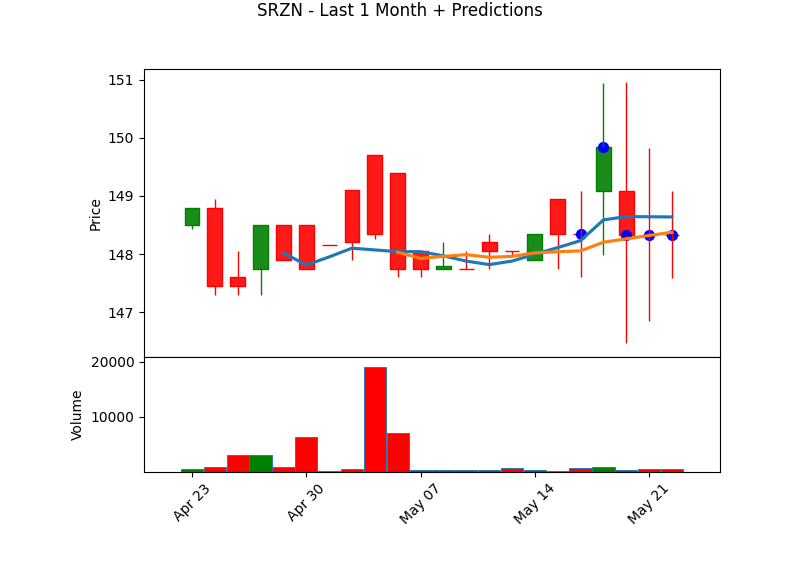 SRZN - Last 1 Month + Predictions
151
150
149
148
147
Price
20000
10000
Volume
Apr 23
Apr 30
May 07
May 14
May 21